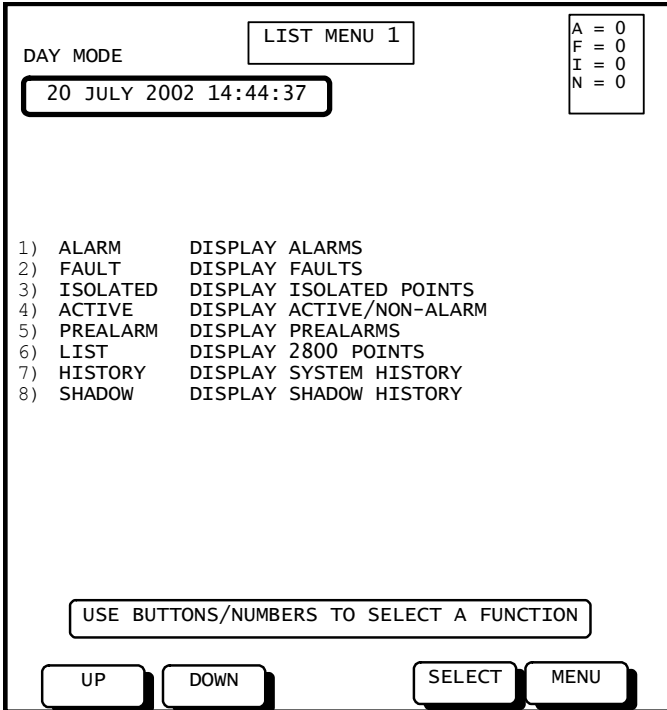 LIST MENU 1
DAY MODE
A = 0
F = 0
I = 0
N = 0
20 JULY 2002 14:44:37
1) ALARM DISPLAY ALARMS
2) FAULT DISPLAY FAULTS
3) ISOLATED DISPLAY ISOLATED POINTS
4) ACTIVE DISPLAY ACTIVE/NON-ALARM
5) PREALARM DISPLAY PREALARMS
6) LIST DISPLAY 2800 POINTS
7) HISTORY DISPLAY SYSTEM HISTORY
8) SHADOW DISPLAY SHADOW HISTORY
USE BUTTONS/NUMBERS TO SELECT A FUNCTION
UP DOWN SELECT MENU